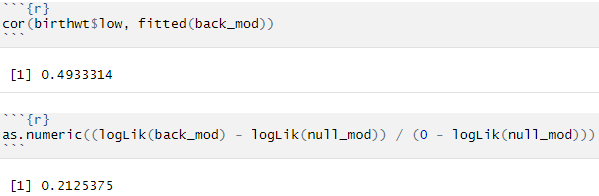 ```{r}
cor(birthwt$low, fitted(back_mod))
```
[1] 0.4933314
```{r}
as.numeric((logLik(back_mod) - logLik(null_mod)) / (0 - logLik(null_mod)))
```
[1] 0.2125375